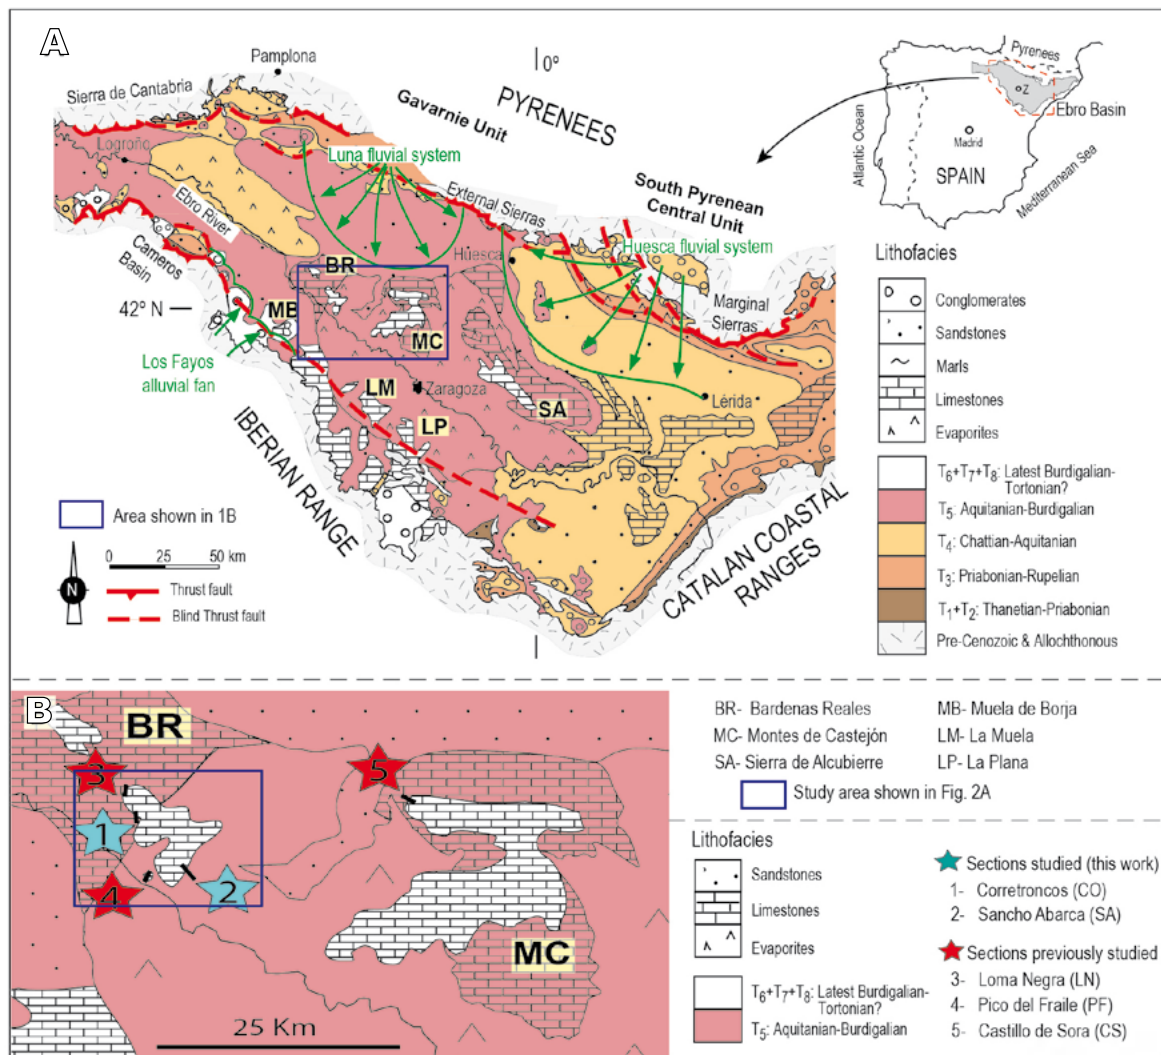 A
Pamplona
0º
Sierra de Cantabria
Gavarnie Unit
PYRENEES
Pyrenees
Z
Ebro Basin
Atlantic Ocean
Madrid
SPAIN
Mediterranean Sea
Logroño
Luna fluvial system
External Sierras
South Pyrenean
Central Unit
Ebro River
Huesca
Huesca fluvial system
Cameros
Basin
BR
Marginal
Sierras
42º N
MB
MC
Los Fayos
alluvial fan
LM
Zaragoza
SA
Lérida
LP
IBERIAN RANGE
CATALAN COASTAL
RANGES
Area shown in 1B
0 25 50 km
N
Thrust fault
Blind Thrust fault
Lithofacies
Conglomerates
Sandstones
Marls
Limestones
Evaporites
T6+T7+T8: Latest Burdigalian-
Tortonian?
T5: Aquitanian-Burdigalian
T4: Chattian-Aquitanian
T3: Priabonian-Rupelian
T1+T2: Thanetian-Priabonian
Pre-Cenozoic & Allochthonous
B
BR
3
5
1
4
2
MC
25 Km
BR- Bardenas Reales
MB- Muela de Borja
MC- Montes de Castejón
LM- La Muela
SA- Sierra de Alcubierre
LP- La Plana
Study area shown in Fig. 2A
Lithofacies
Sandstones
Limestones
Evaporites
T6+T7+T8: Latest Burdigalian-
Tortonian?
T5: Aquitanian-Burdigalian
Sections studied (this work)
1- Corretroncos (CO)
2- Sancho Abarca (SA)
Sections previously studied
3- Loma Negra (LN)
4- Pico del Fraile (PF)
5- Castillo de Sora (CS)